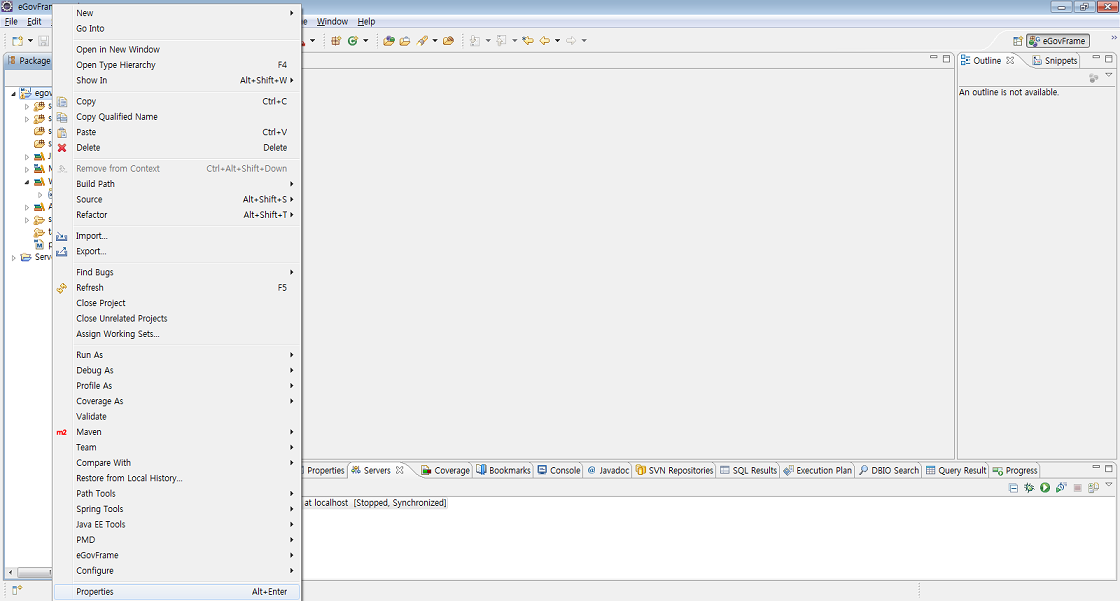 eGovFran
File Edit e Window Help
eGovFrame
Package
Outline Snippets
An outline is not available.
egov
Serve
New
Go Into
Open in New Window
Open Type Hierarchy F4
Show In Alt+Shift+W
Copy Ctrl+C
Copy Qualified Name
Paste Ctrl+V
Delete Delete
Remove from Context Ctrl+Alt+Shift+Down
Build Path
Source Alt+Shift+S
Refactor Alt+Shift+T
Import...
Export...
Find Bugs
Refresh F5
Close Project
Close Unrelated Projects
Assign Working Sets...
Run As
Debug As
Profile As
Coverage As
Validate
m2 Maven
Team
Compare With
Restore from Local History...
Path Tools
Spring Tools
Java EE Tools
PMD
eGovFrame
Configure
Properties Alt+Enter
Properties Servers Coverage Bookmarks Console @ Javadoc SVN Repositories SQL Results Execution Plan DBIO Search Query Result Progress
at localhost [Stopped, Synchronized]